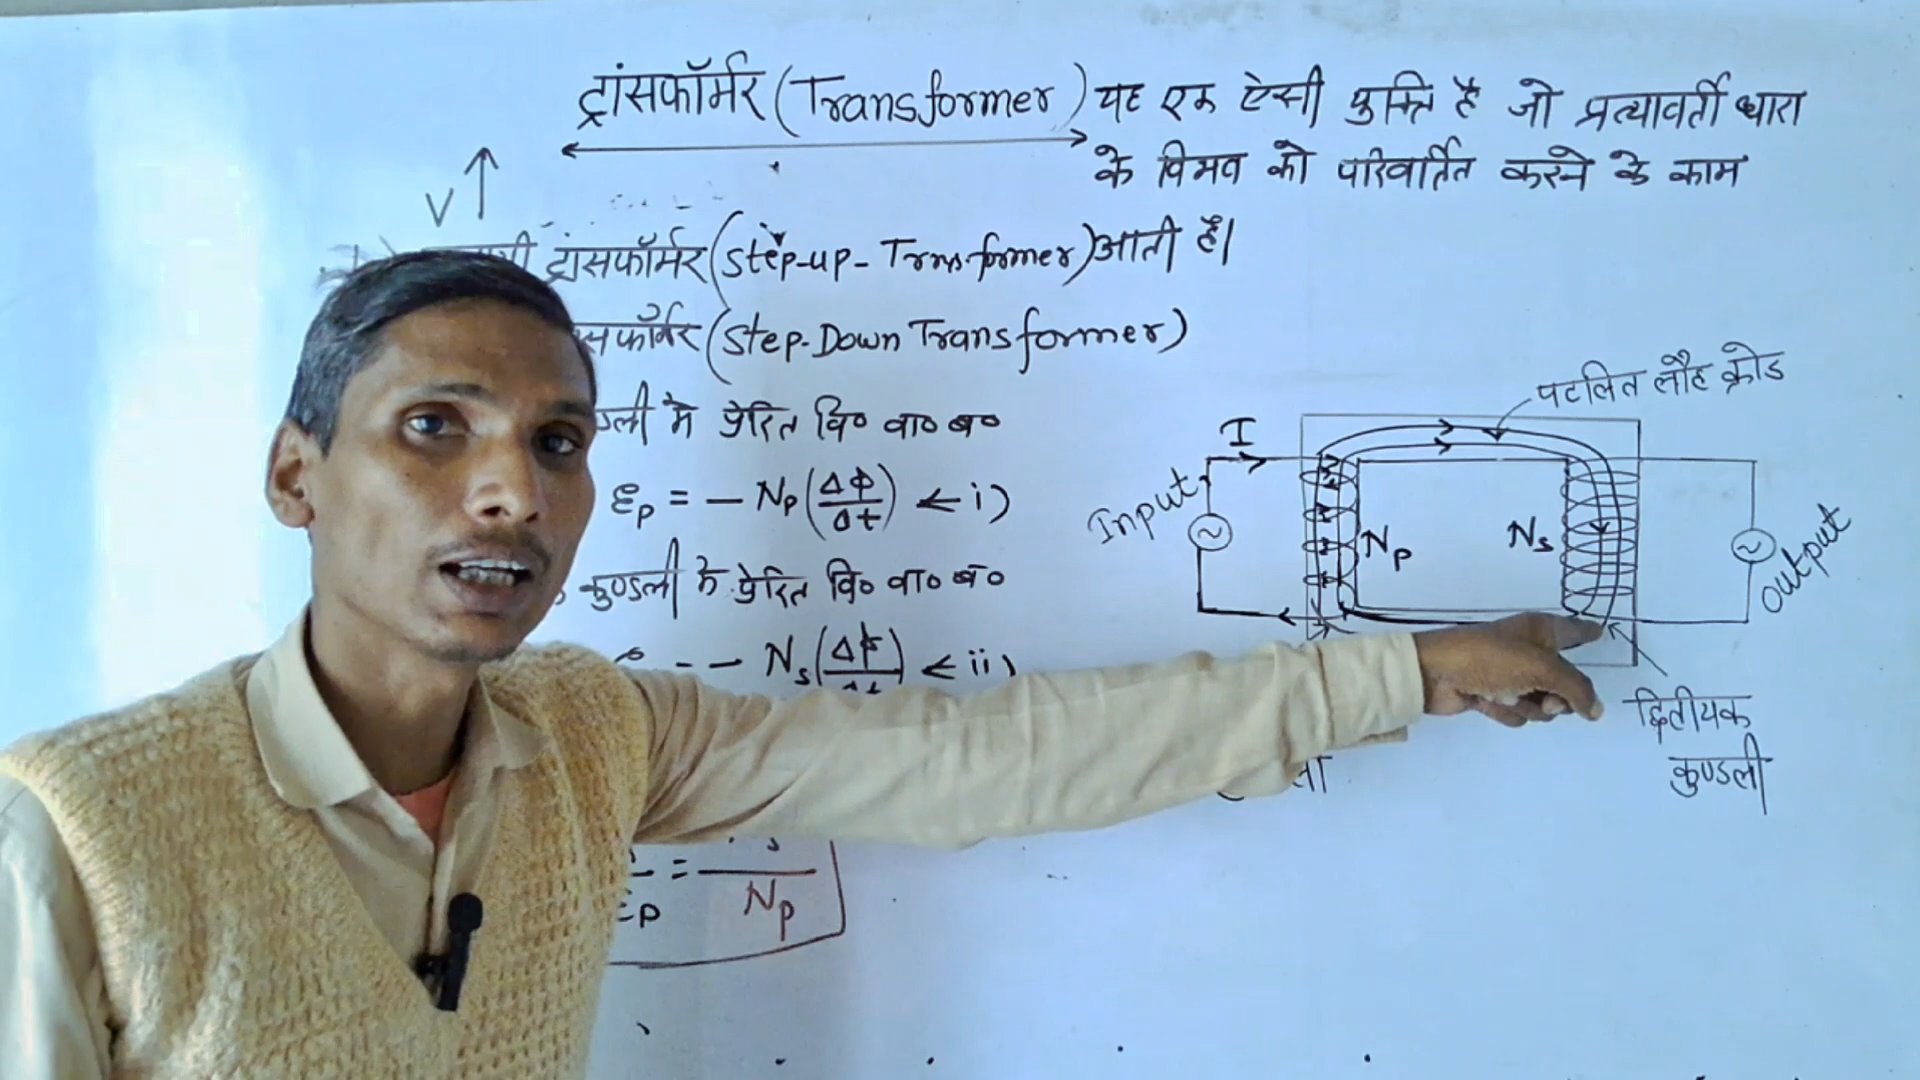 ट्रांसफॉर्मर (Transformer) यह एक ऐसी युक्ति है जो प्रत्यावर्ती धारा
के विभव को परिवर्तित करने के काम
V↑
ट्रांसफॉर्मर (Step-up-Transformer) आती है।
सफॉर्मर (Step-Down Transformer)
में प्रेरित वि० वा० ब०
εp = - Np (ΔΦ/Δt) ← i)
कुण्डली में प्रेरित वि० वा० ब०
- Ns (ΔΦ/Δt) ← ii)
= Np
पटलित लौह क्रोड
I
Input
Np
Ns
output
द्वितीयक
कुण्डली